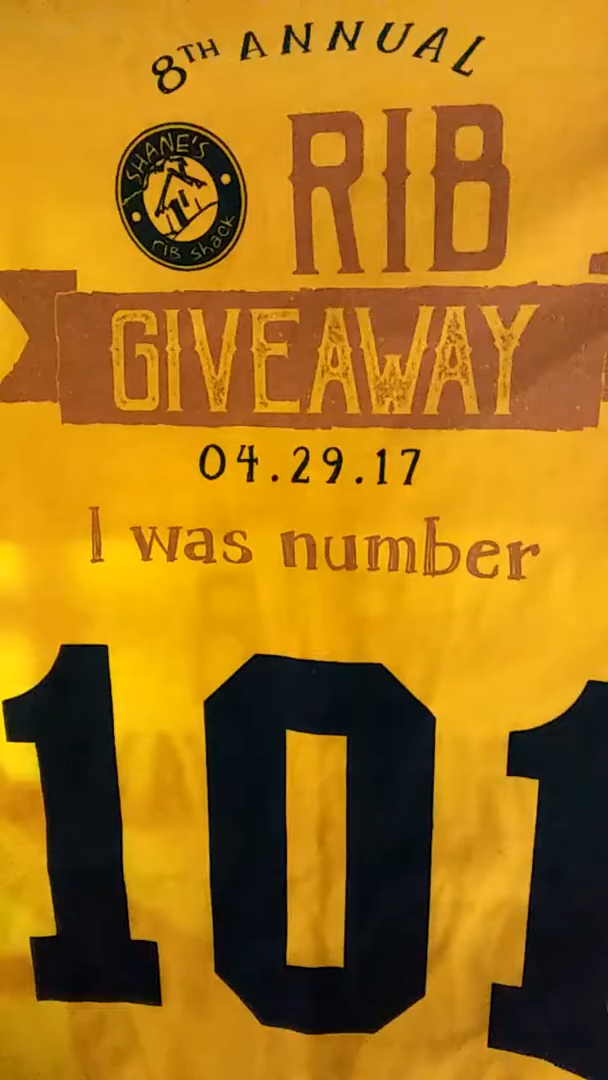 8TH ANNUAL
SHANE'S
rib shack
RIB
GIVEAWAY
04.29.17
I was number
101